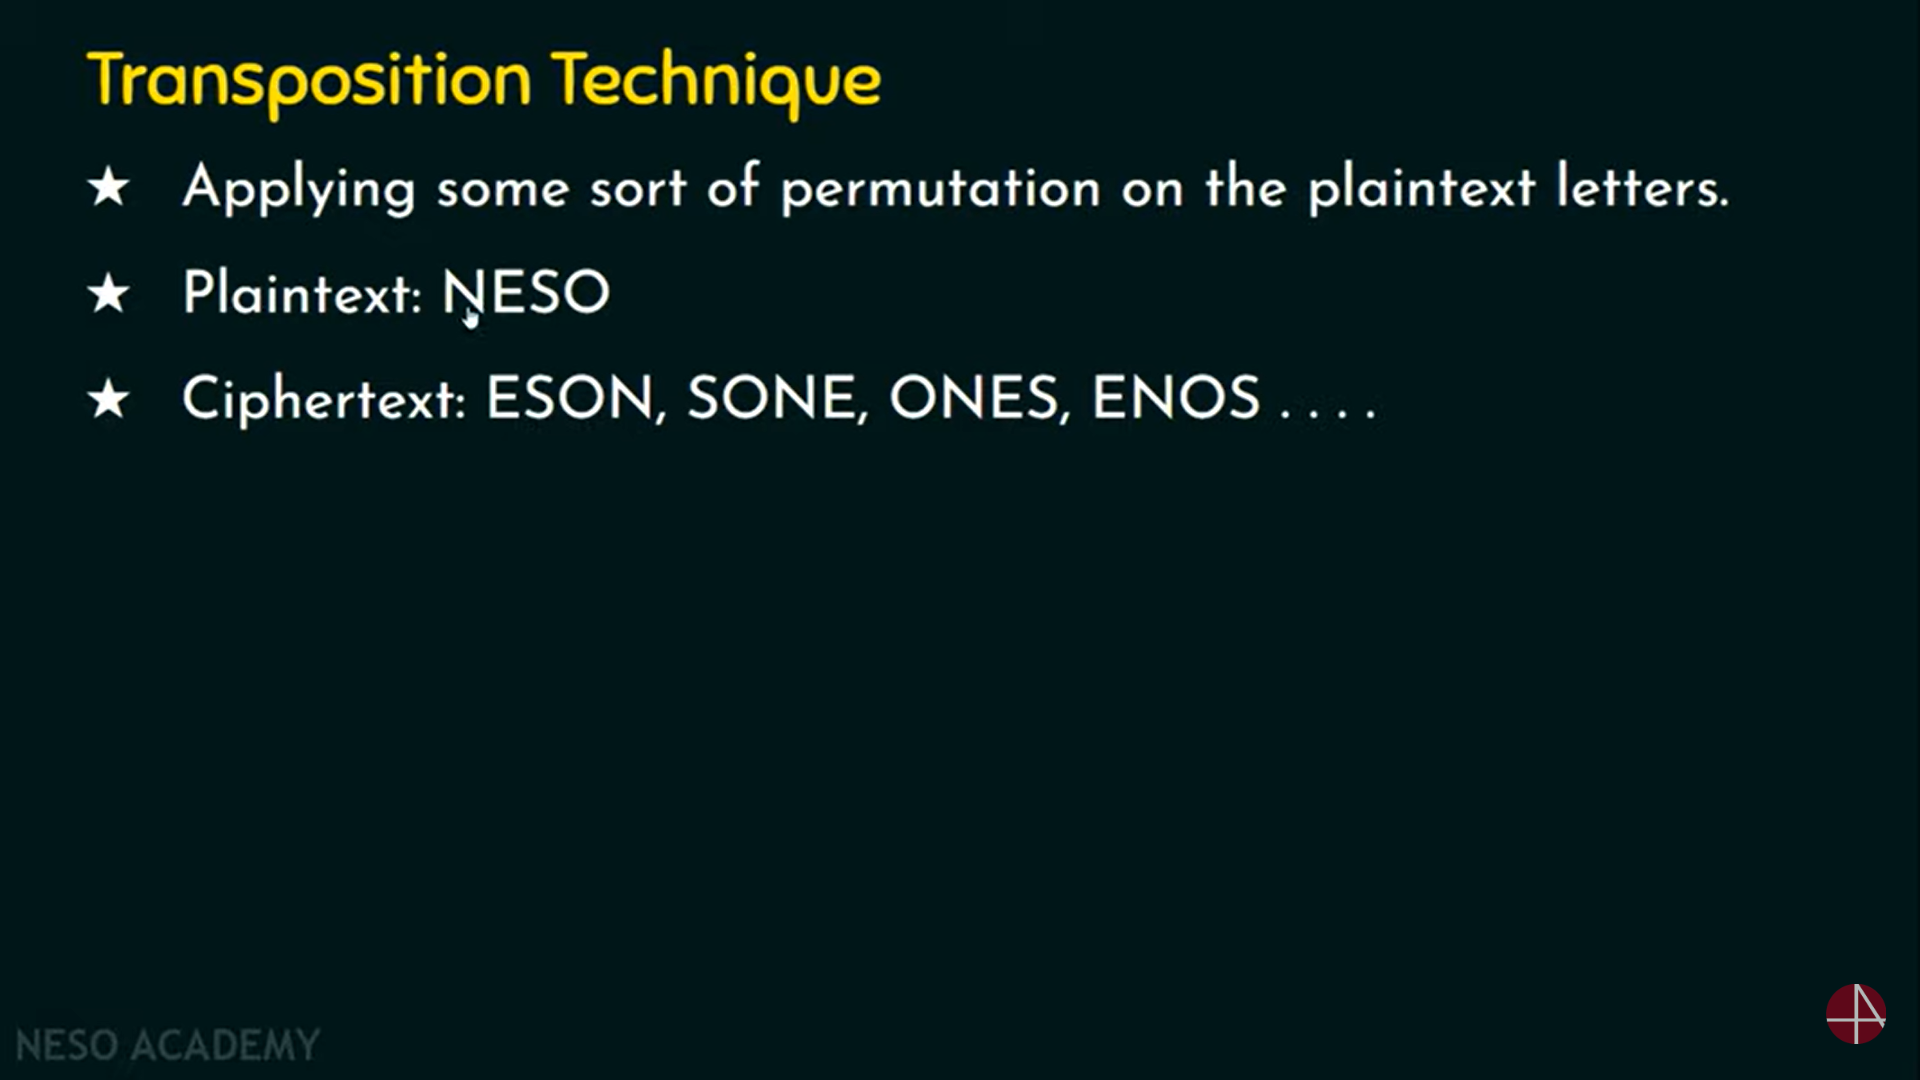 Transposition Technique
★ Applying some sort of permutation on the plaintext letters.
★ Plaintext: NESO
★ Ciphertext: ESON, SONE, ONES, ENOS . . . .
NESO ACADEMY